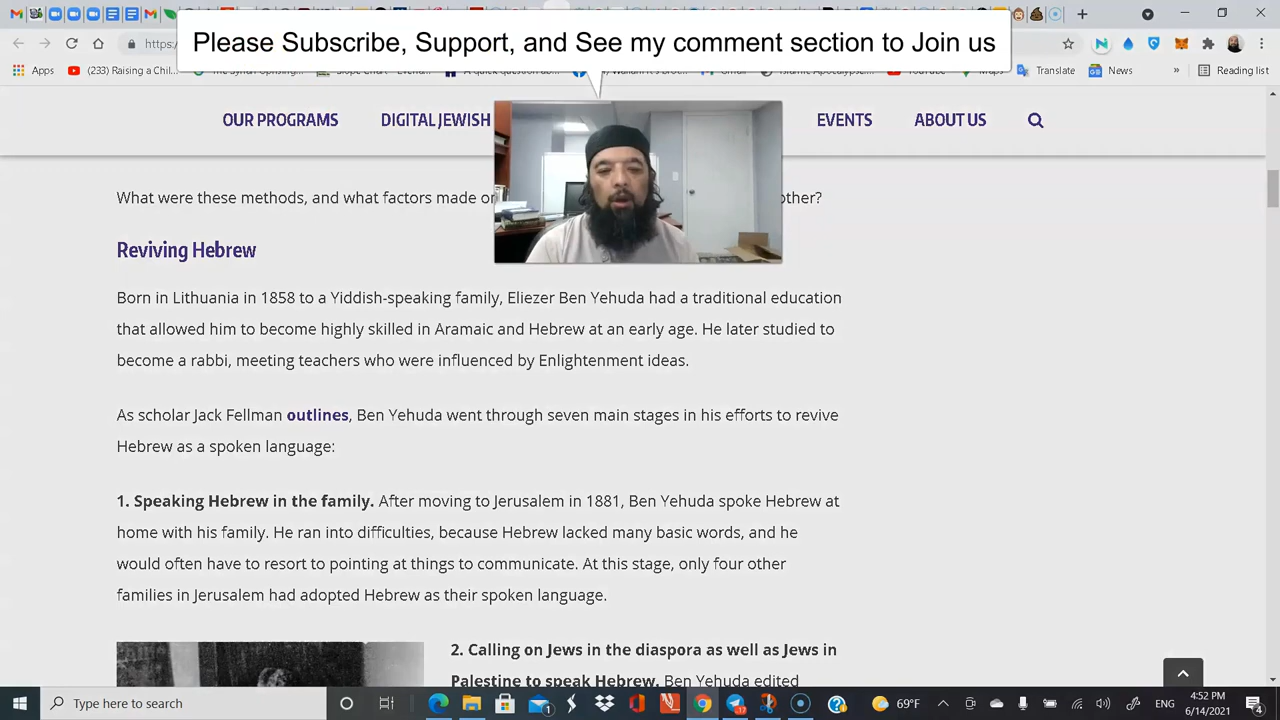 Please Subscribe, Support, and See my comment section to Join us
https:
Apps
(233) Raising a Chil...
Translate
News
»
Reading list
OUR PROGRAMS
DIGITAL JEWISH
EVENTS
ABOUT US
What were these methods, and what factors made
other?
Reviving Hebrew
Born in Lithuania in 1858 to a Yiddish-speaking family, Eliezer Ben Yehuda had a traditional education
that allowed him to become highly skilled in Aramaic and Hebrew at an early age. He later studied to
become a rabbi, meeting teachers who were influenced by Enlightenment ideas.
As scholar Jack Fellman outlines, Ben Yehuda went through seven main stages in his efforts to revive
Hebrew as a spoken language:
1. Speaking Hebrew in the family. After moving to Jerusalem in 1881, Ben Yehuda spoke Hebrew at
home with his family. He ran into difficulties, because Hebrew lacked many basic words, and he
would often have to resort to pointing at things to communicate. At this stage, only four other
families in Jerusalem had adopted Hebrew as their spoken language.
2. Calling on Jews in the diaspora as well as Jews in
Palestine to speak Hebrew. Ben Yehuda edited
Type here to search
69°F
ENG
4:52 PM
6/14/2021